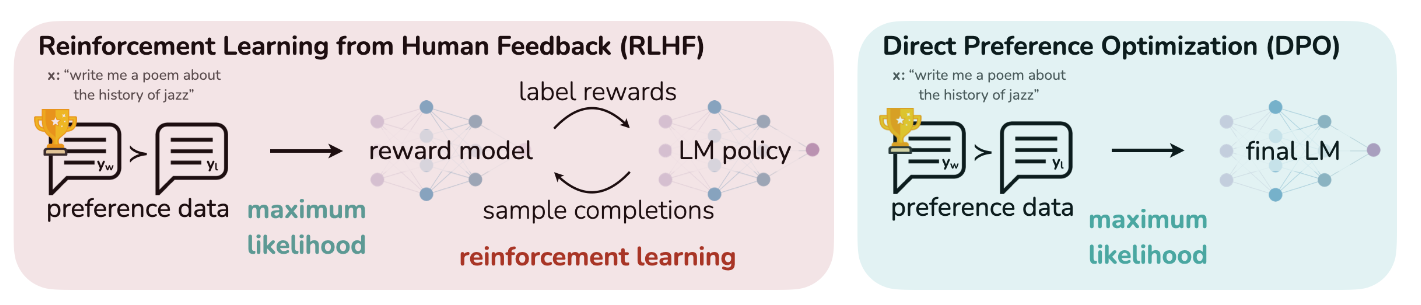 Reinforcement Learning from Human Feedback (RLHF)
x: “write me a poem about
the history of jazz”
label rewards
yw
≻
yl
reward model
LM policy
preference data
maximum
likelihood
sample completions
reinforcement learning
Direct Preference Optimization (DPO)
x: “write me a poem about
the history of jazz”
yw
≻
yl
final LM
preference data
maximum
likelihood